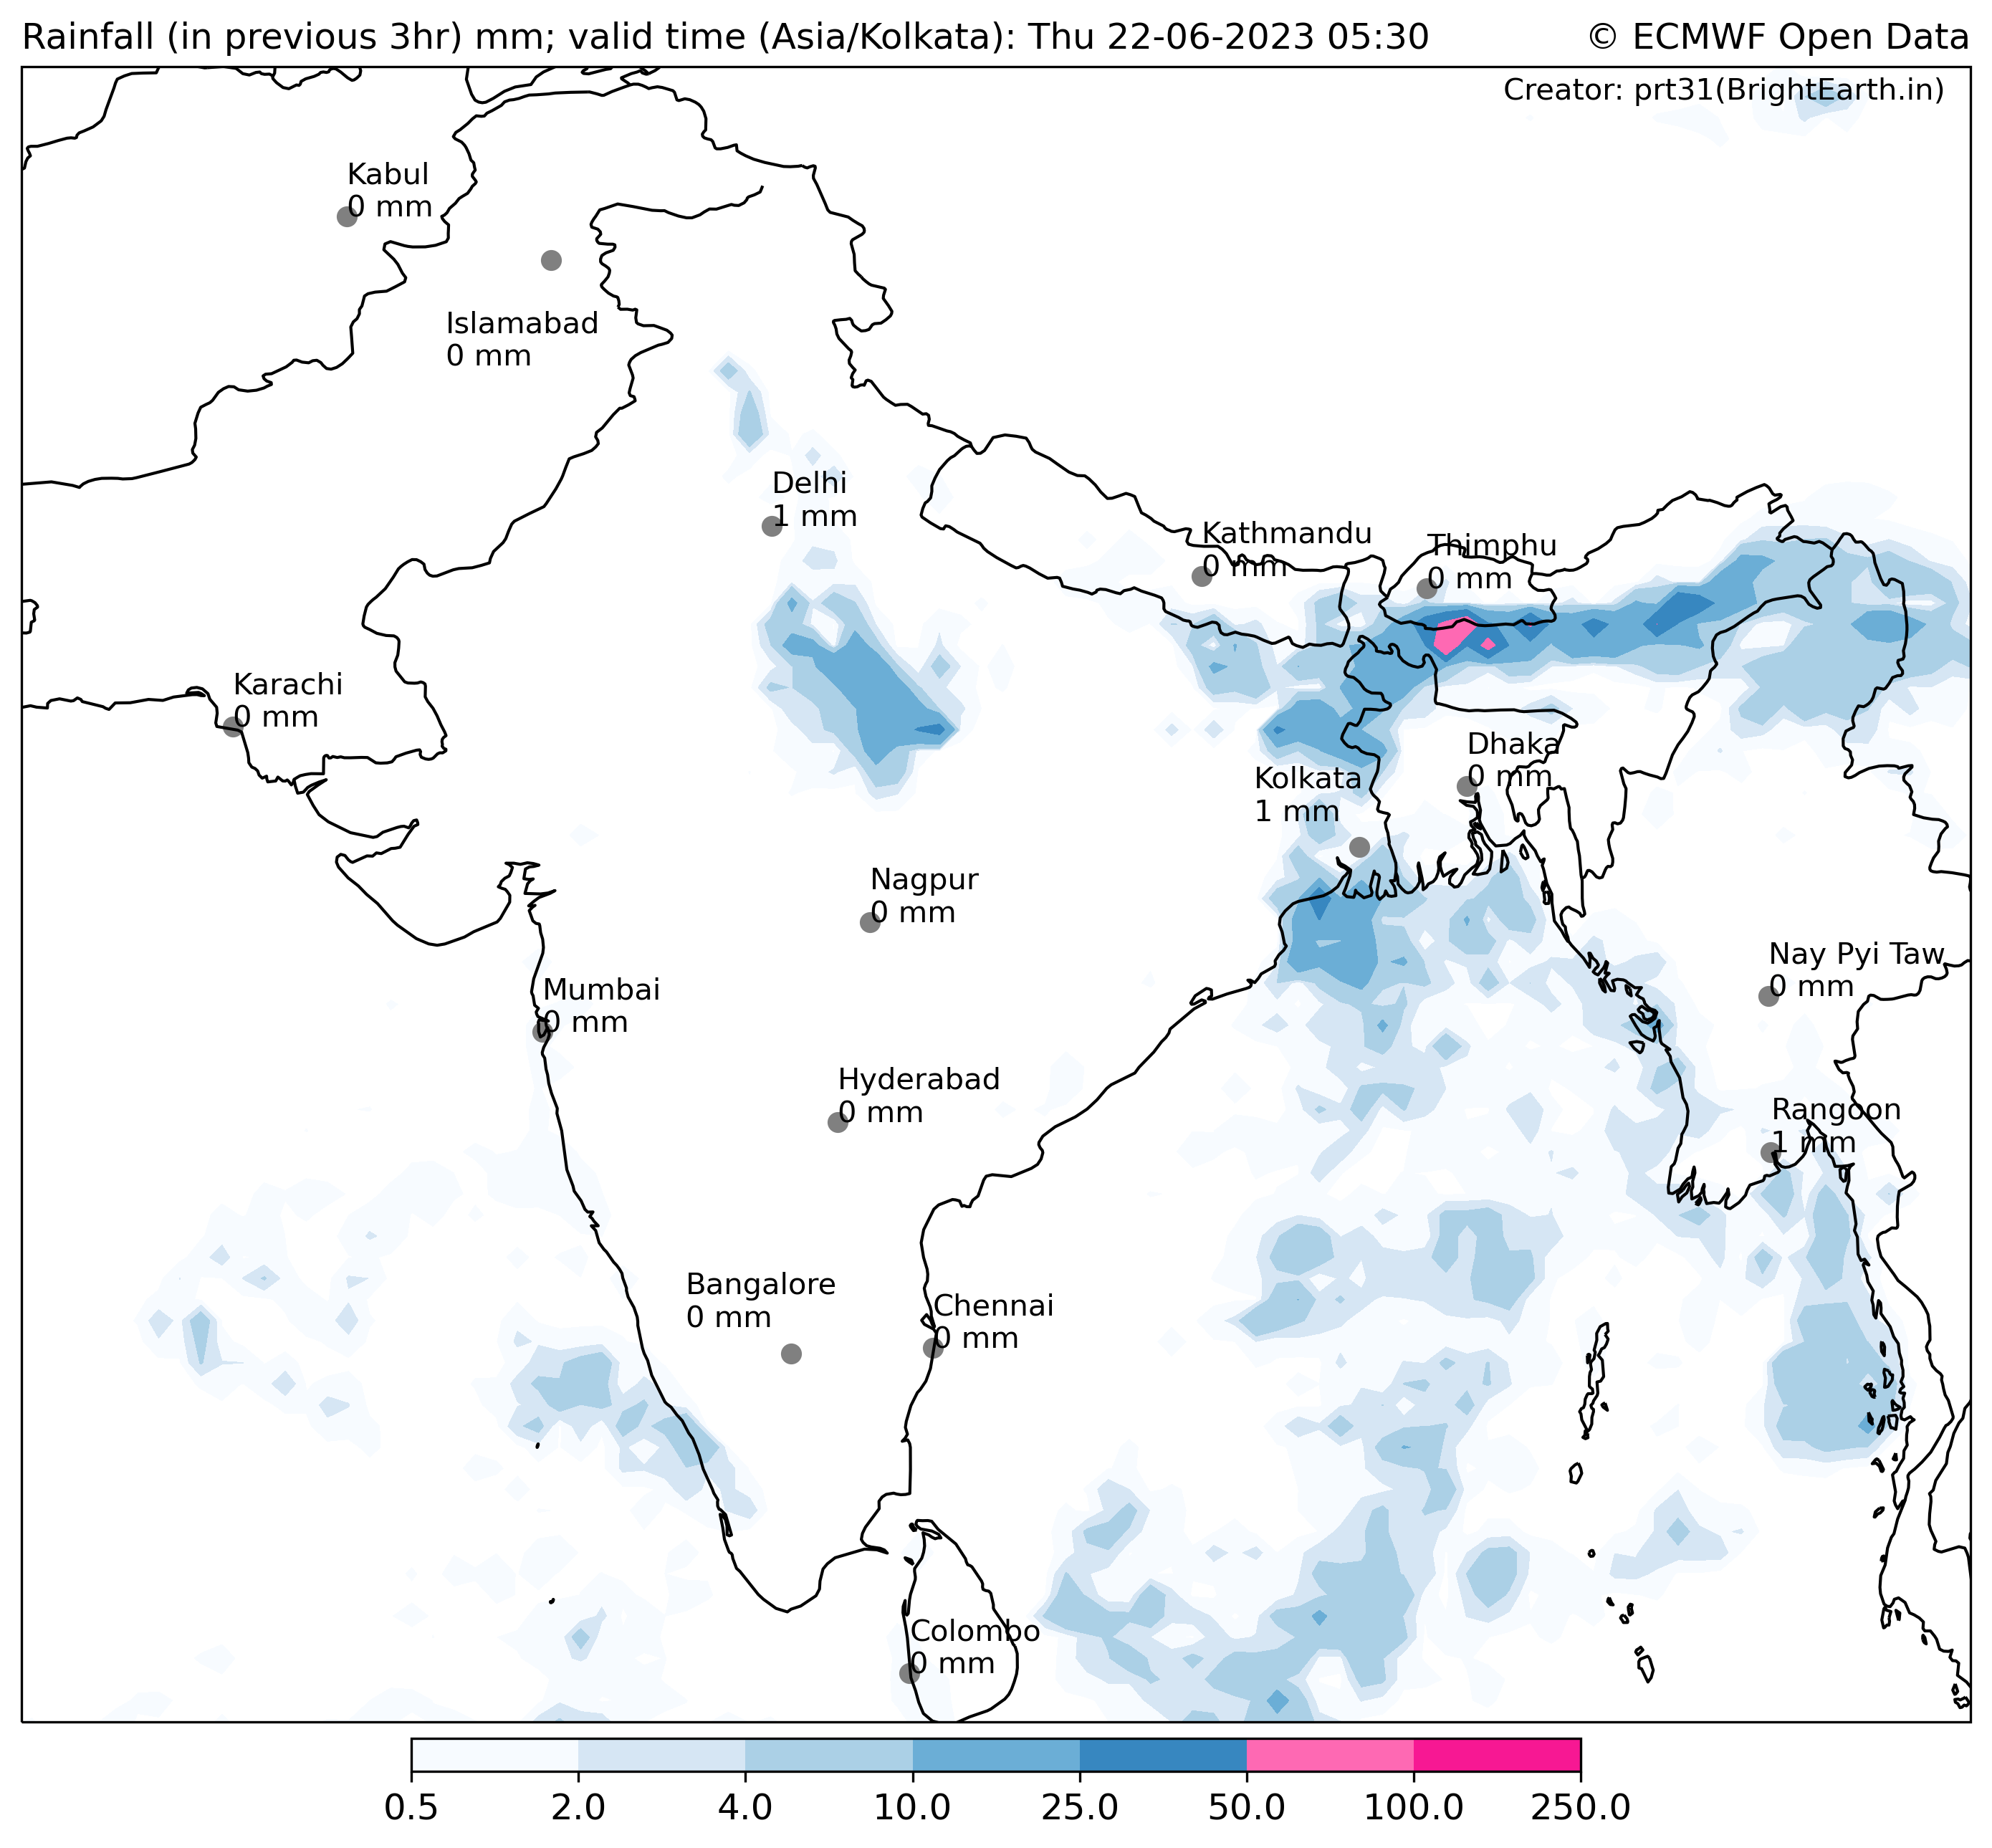 Rainfall (in previous 3hr) mm; valid time (Asia/Kolkata): Thu 22-06-2023 05:30
© ECMWF Open Data
Creator: prt31(BrightEarth.in)
Kabul
0 mm
Islamabad
0 mm
Delhi
1 mm
Kathmandu
0 mm
Thimphu
0 mm
Karachi
0 mm
Dhaka
0 mm
Kolkata
1 mm
Nagpur
0 mm
Nay Pyi Taw
0 mm
Mumbai
0 mm
Hyderabad
0 mm
Rangoon
1 mm
Bangalore
0 mm
Chennai
0 mm
Colombo
0 mm
0.5 2.0 4.0 10.0 25.0 50.0 100.0 250.0